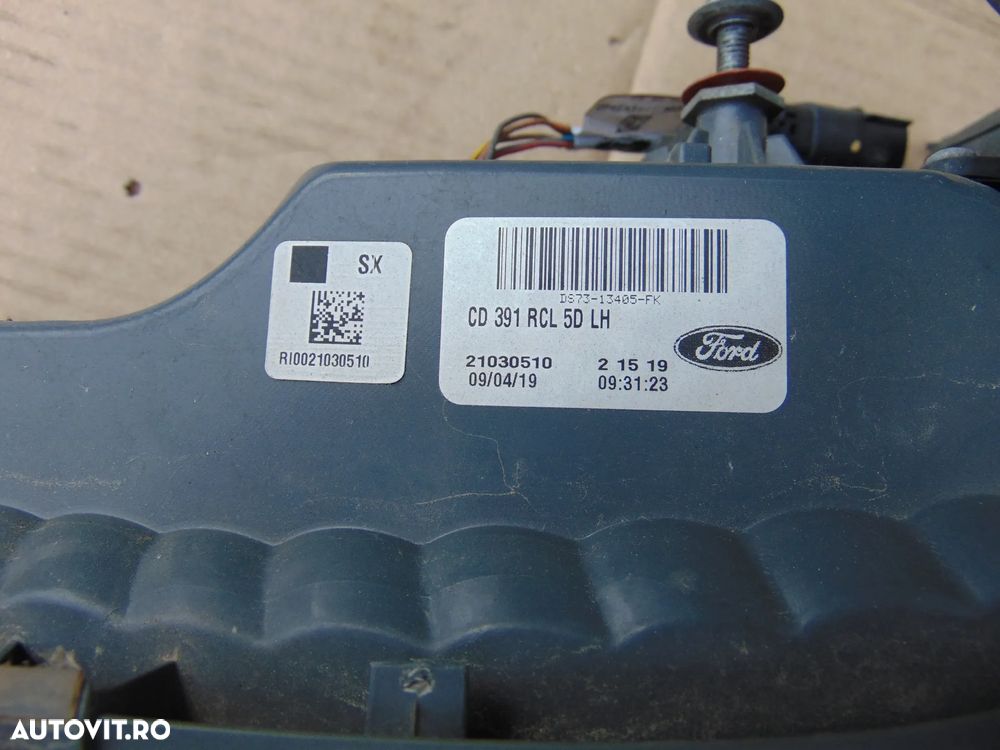 SX
RI0021030510
DS73-13405-FK
CD 391 RCL 5D LH
Ford
21030510 2 15 19
09/04/19 09:31:23
AUTOVIT.RO